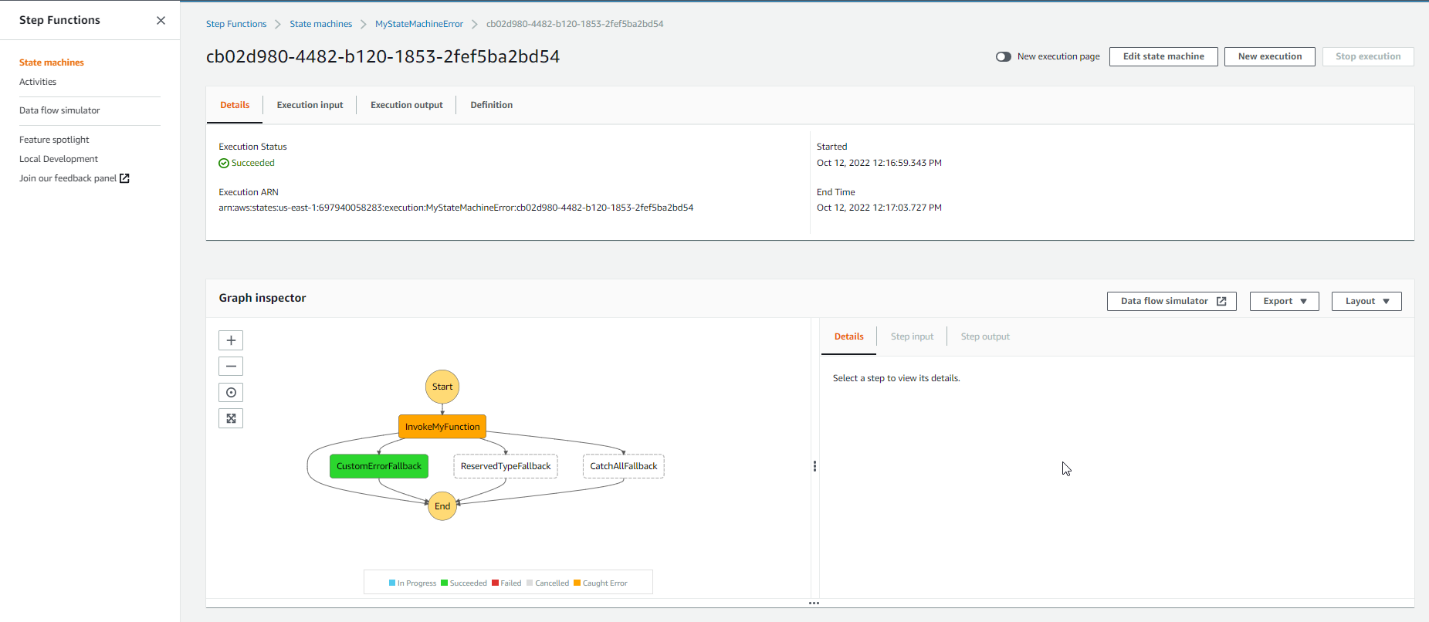 Step Functions
State machines
Activities
Data flow simulator
Feature spotlight
Local Development
Join our feedback panel
Step Functions > State machines > MyStateMachineError > cb02d980-4482-b120-1853-2fef5ba2bd54
cb02d980-4482-b120-1853-2fef5ba2bd54
New execution page Edit state machine New execution Stop execution
Details Execution input Execution output Definition
Execution Status
Succeeded
Execution ARN
arn:aws:states:us-east-1:697940058283:execution:MyStateMachineError:cb02d980-4482-b120-1853-2fef5ba2bd54
Started
Oct 12, 2022 12:16:59.343 PM
End Time
Oct 12, 2022 12:17:03.727 PM
Graph inspector
Data flow simulator Export Layout
Start
InvokeMyFunction
CustomErrorFallback ReservedTypeFallback CatchAllFallback
End
In Progress Succeeded Failed Cancelled Caught Error
Details Step input Step output
Select a step to view its details.